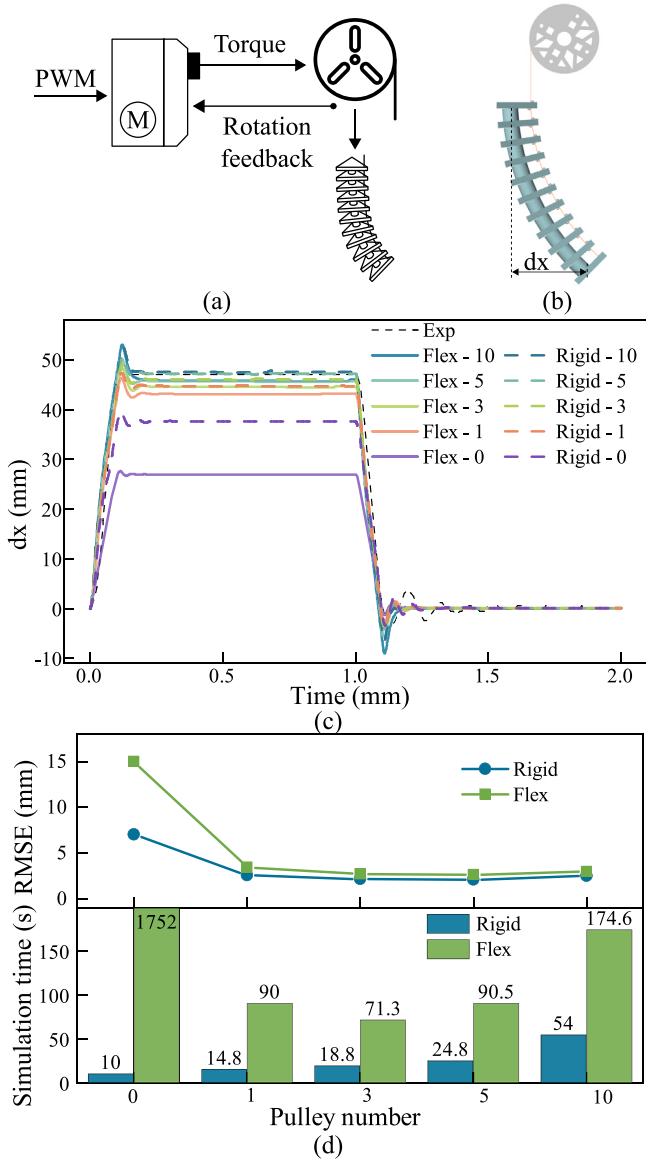 PWM
Torque
M
Rotation
feedback
dx
(a)
(b)
dx (mm)
50
40
30
20
10
0
-10
Exp
Flex - 10
Rigid - 10
Flex - 5
Rigid - 5
Flex - 3
Rigid - 3
Flex - 1
Rigid - 1
Flex - 0
Rigid - 0
0.0
0.5
1.0
1.5
2.0
Time (mm)
(c)
RMSE (mm)
15
10
5
0
Rigid
Flex
Simulation time (s)
150
100
50
0
Rigid
Flex
10
1752
14.8
90
18.8
71.3
24.8
90.5
54
174.6
0
1
3
5
10
Pulley number
(d)